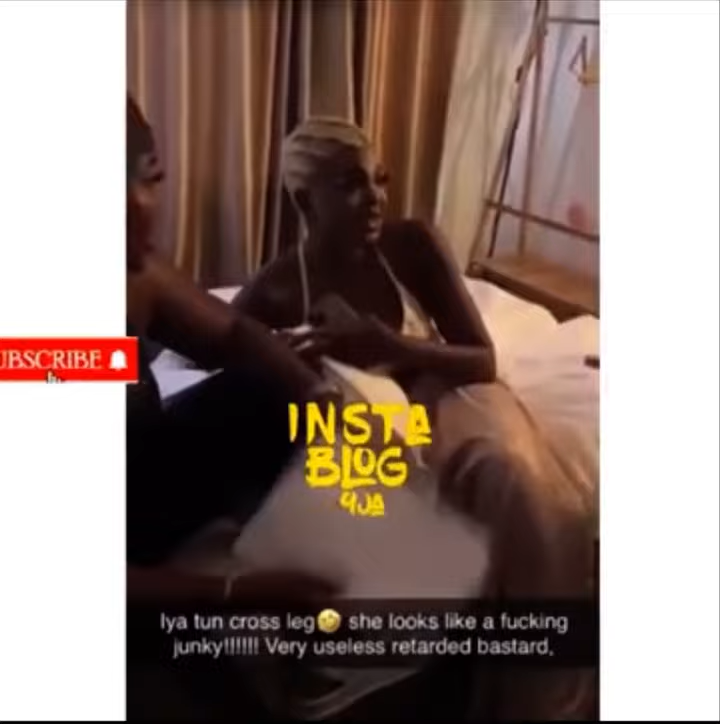 UBSCRIBE
INSTA
BLOG
9JA
Iya tun cross leg🤣 she looks like a fucking
junky!!!!!! Very useless retarded bastard,